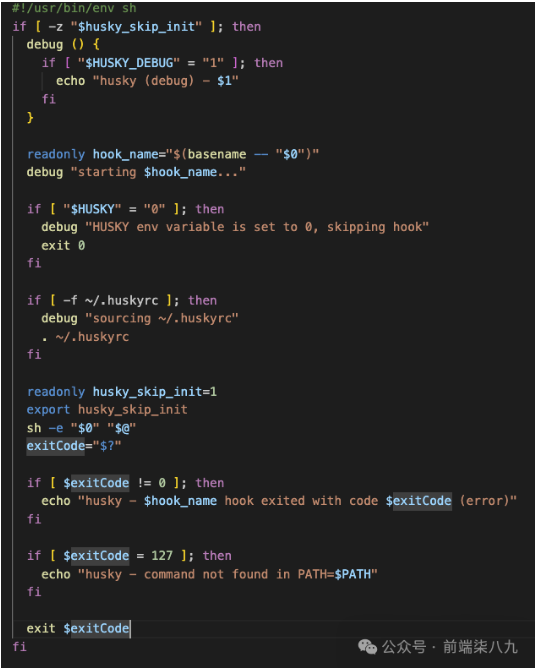 #!/usr/bin/env sh
if [ -z "$husky_skip_init" ]; then
  debug () {
    if [ "$HUSKY_DEBUG" = "1" ]; then
      echo "husky (debug) - $1"
    fi
  }

  readonly hook_name="$(basename -- "$0")"
  debug "starting $hook_name..."

  if [ "$HUSKY" = "0" ]; then
    debug "HUSKY env variable is set to 0, skipping hook"
    exit 0
  fi

  if [ -f ~/.huskyrc ]; then
    debug "sourcing ~/.huskyrc"
    . ~/.huskyrc
  fi

  readonly husky_skip_init=1
  export husky_skip_init
  sh -e "$0" "$@"
  exitCode="$?"

  if [ $exitCode != 0 ]; then
    echo "husky - $hook_name hook exited with code $exitCode (error)"
  fi

  if [ $exitCode = 127 ]; then
    echo "husky - command not found in PATH=$PATH"
  fi

  exit $exitCode
fi
公众号 · 前端柒八九